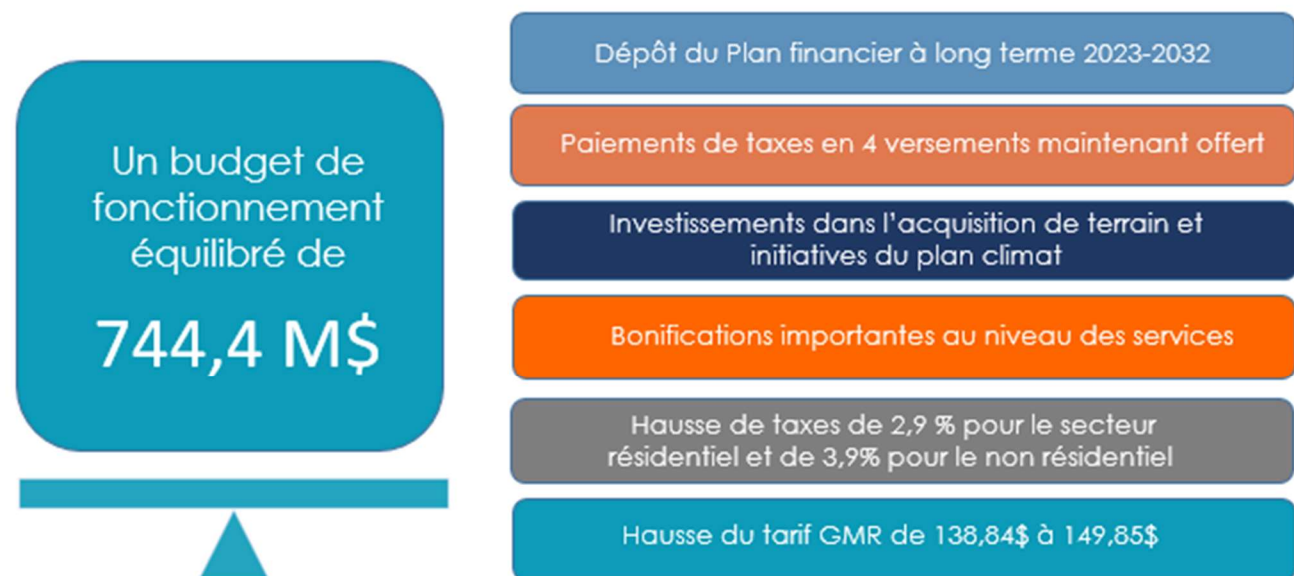 Un budget de
fonctionnement
équilibré de
744,4 M$
Dépôt du Plan financier à long terme 2023-2032
Paiements de taxes en 4 versements maintenant offert
Investissements dans l’acquisition de terrain et
initiatives du plan climat
Bonifications importantes au niveau des services
Hausse de taxes de 2,9 % pour le secteur
résidentiel et de 3,9% pour le non résidentiel
Hausse du tarif GMR de 138,84$ à 149,85$